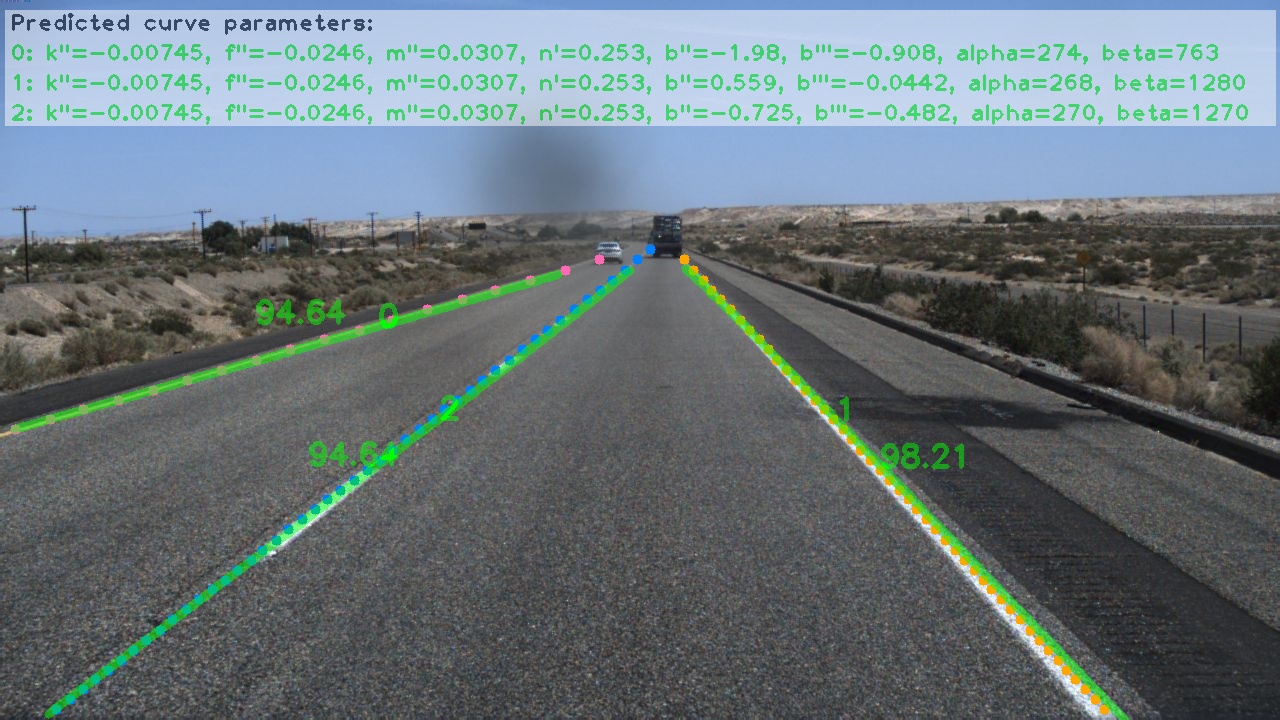 Predicted curve parameters:
0: k''=-0.00745, f''=-0.0246, m''=0.0307, n'=0.253, b''=-1.98, b'''=-0.908, alpha=274, beta=763
1: k''=-0.00745, f''=-0.0246, m''=0.0307, n'=0.253, b''=0.559, b'''=-0.0442, alpha=268, beta=1280
2: k''=-0.00745, f''=-0.0246, m''=0.0307, n'=0.253, b''=-0.725, b'''=-0.482, alpha=270, beta=1270
94.64 0
2 1
94.64 98.21